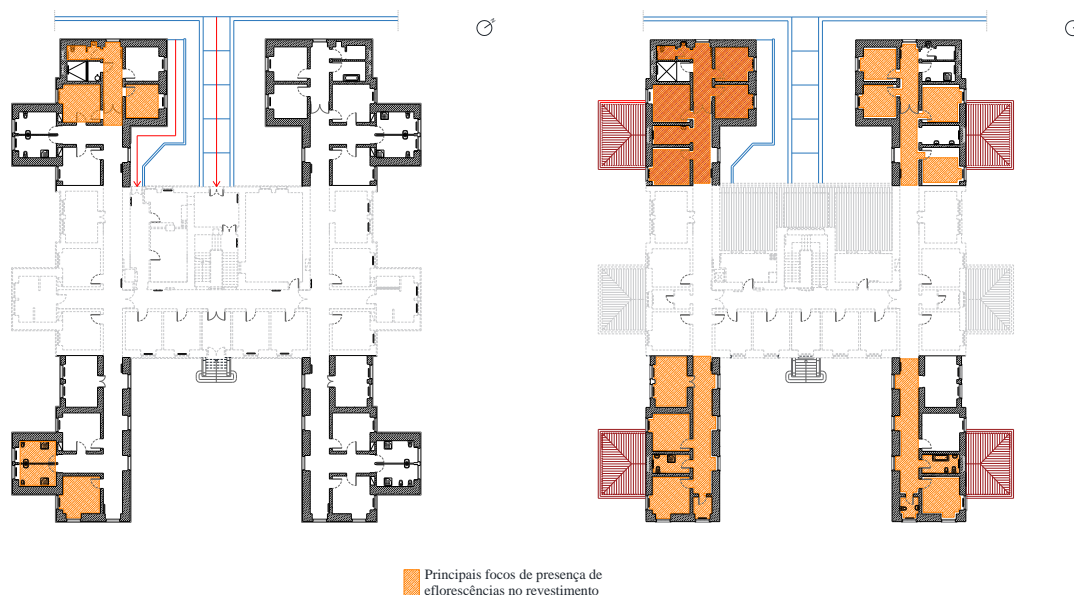 Principais focos de presença de
eflorescências no revestimento